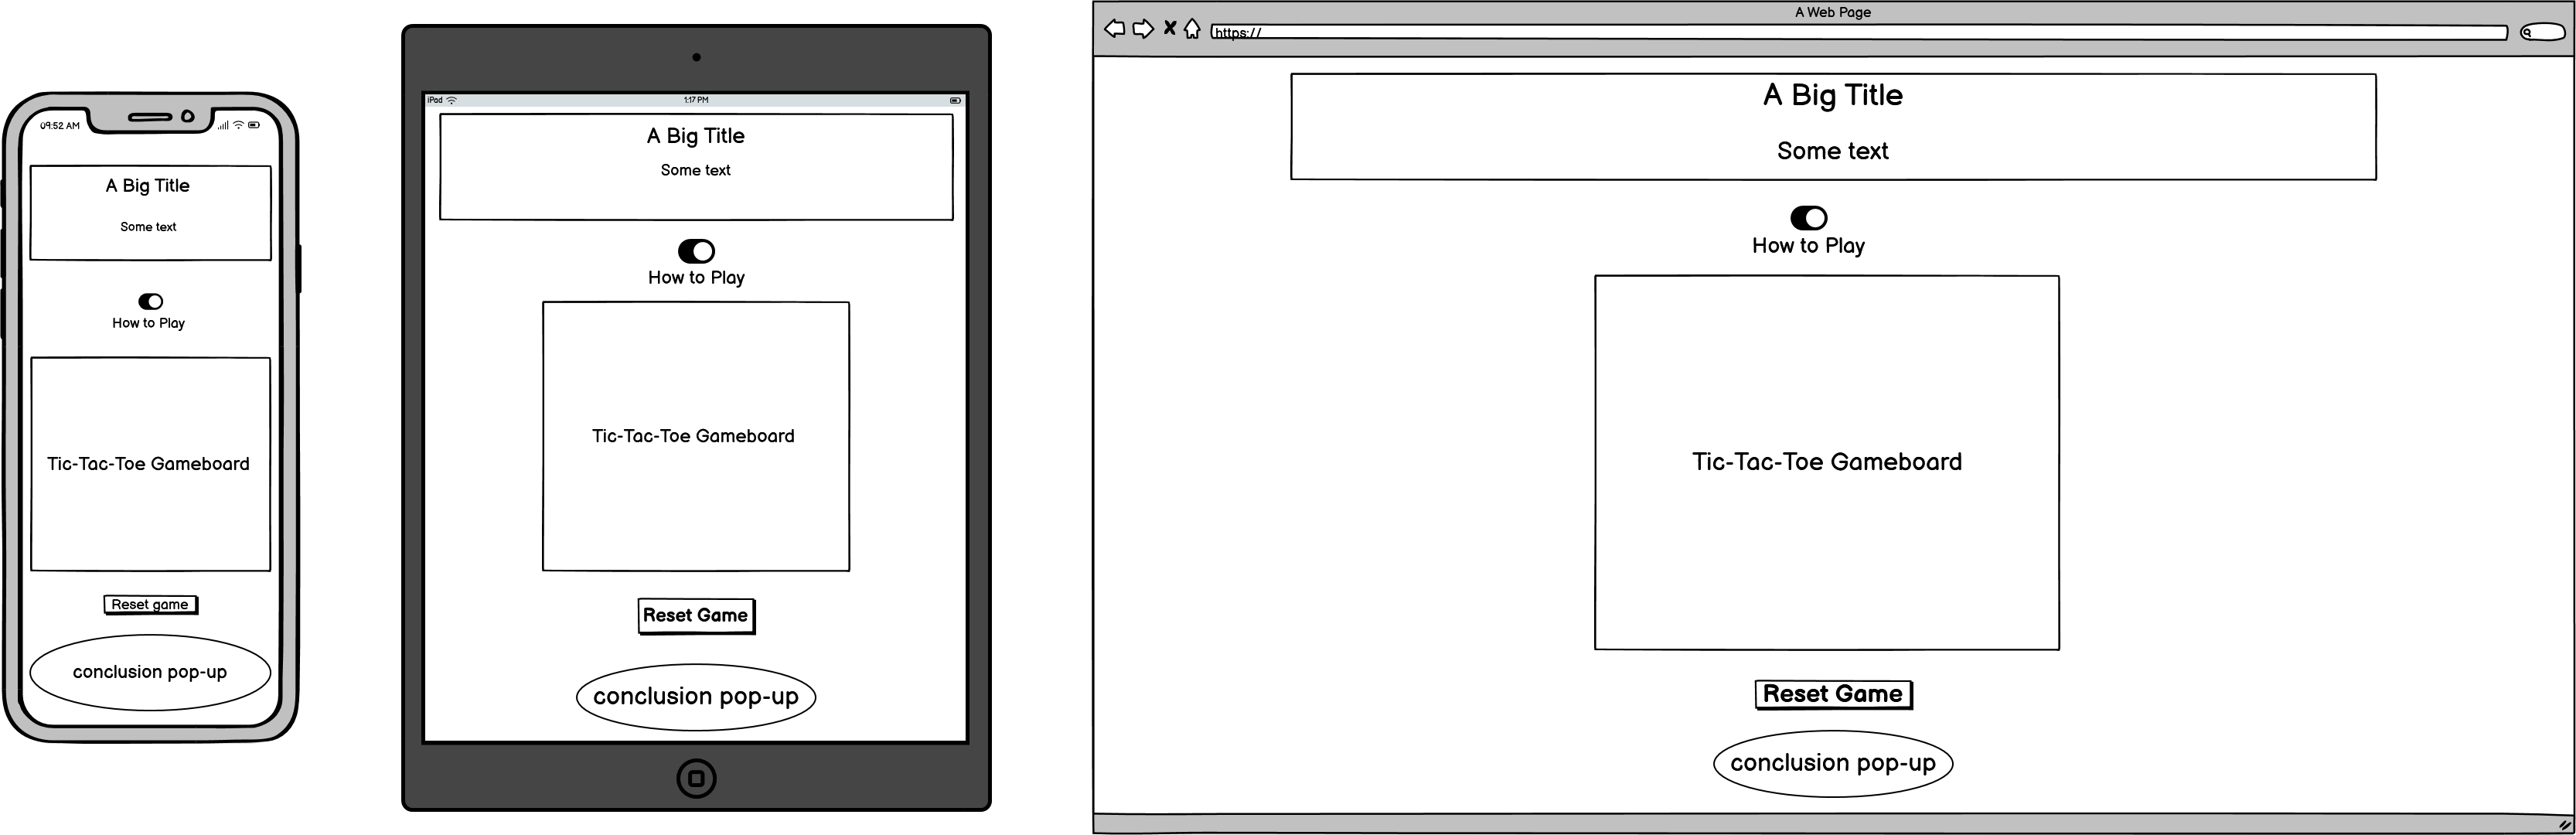 09:52 AM
A Big Title
Some text
How to Play
Tic-Tac-Toe Gameboard
Reset game
conclusion pop-up
iPad
1:17 PM
A Big Title
Some text
How to Play
Tic-Tac-Toe Gameboard
Reset Game
conclusion pop-up
A Web Page
https://
A Big Title
Some text
How to Play
Tic-Tac-Toe Gameboard
Reset Game
conclusion pop-up